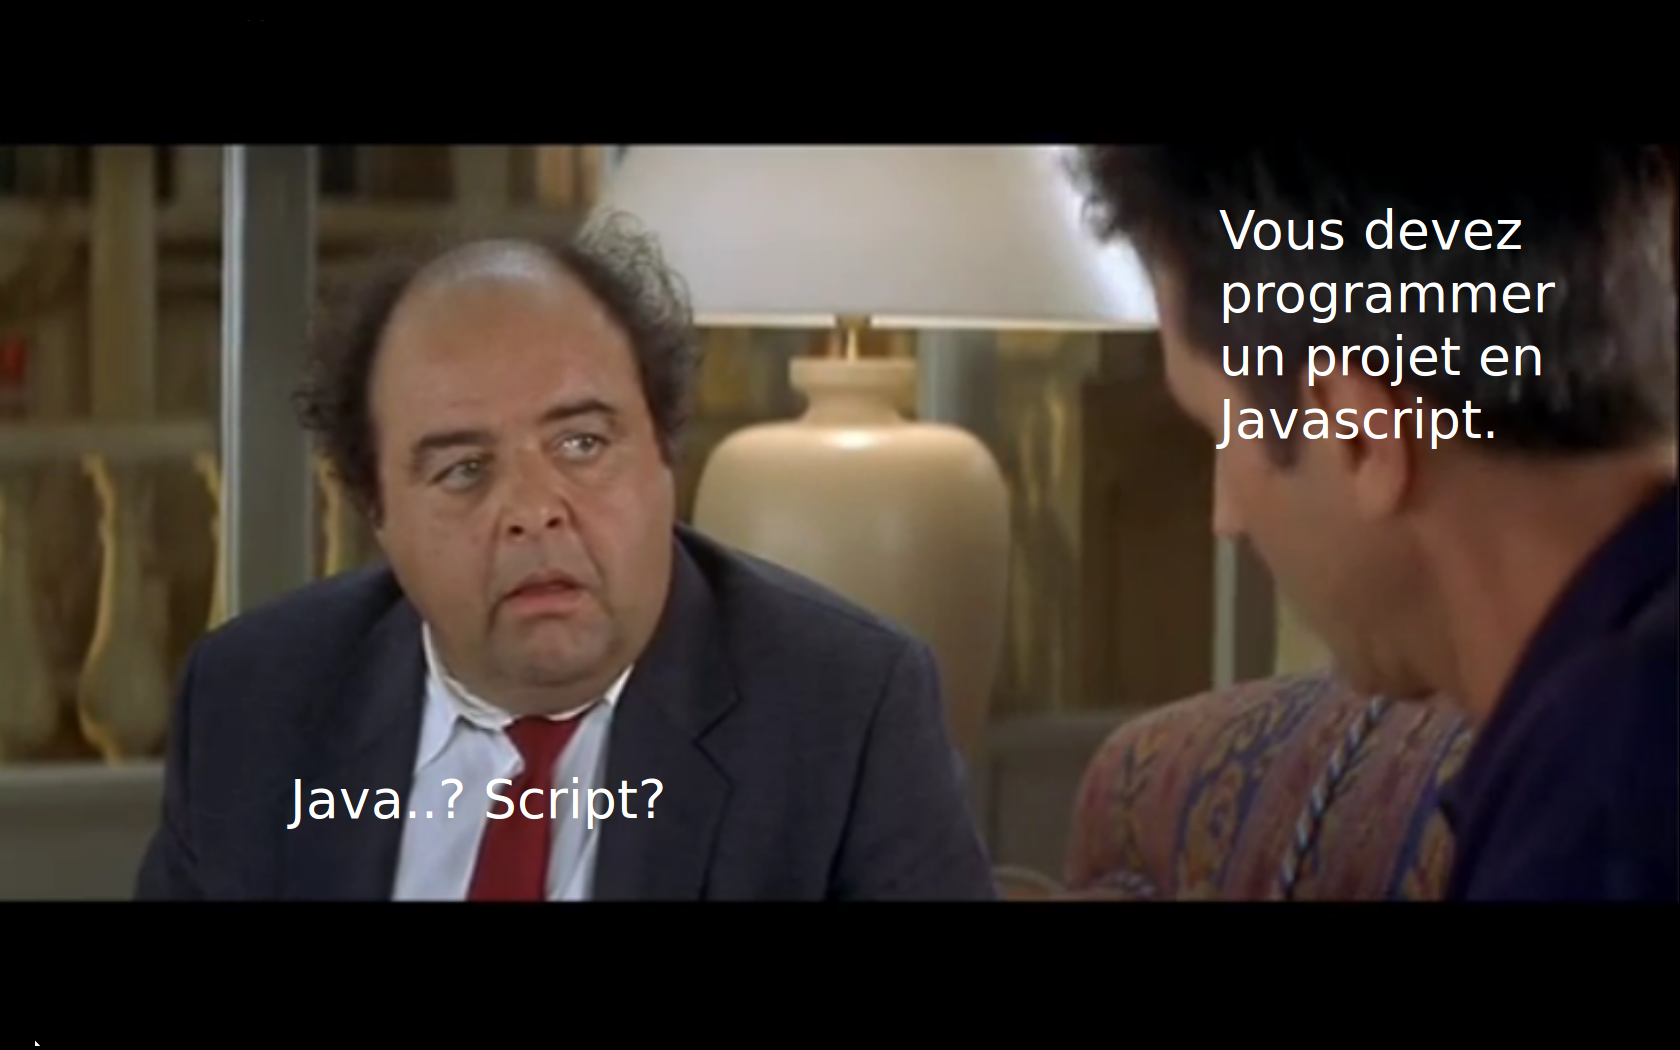 Vous devez
programmer
un projet en
Javascript.
Java..? Script?